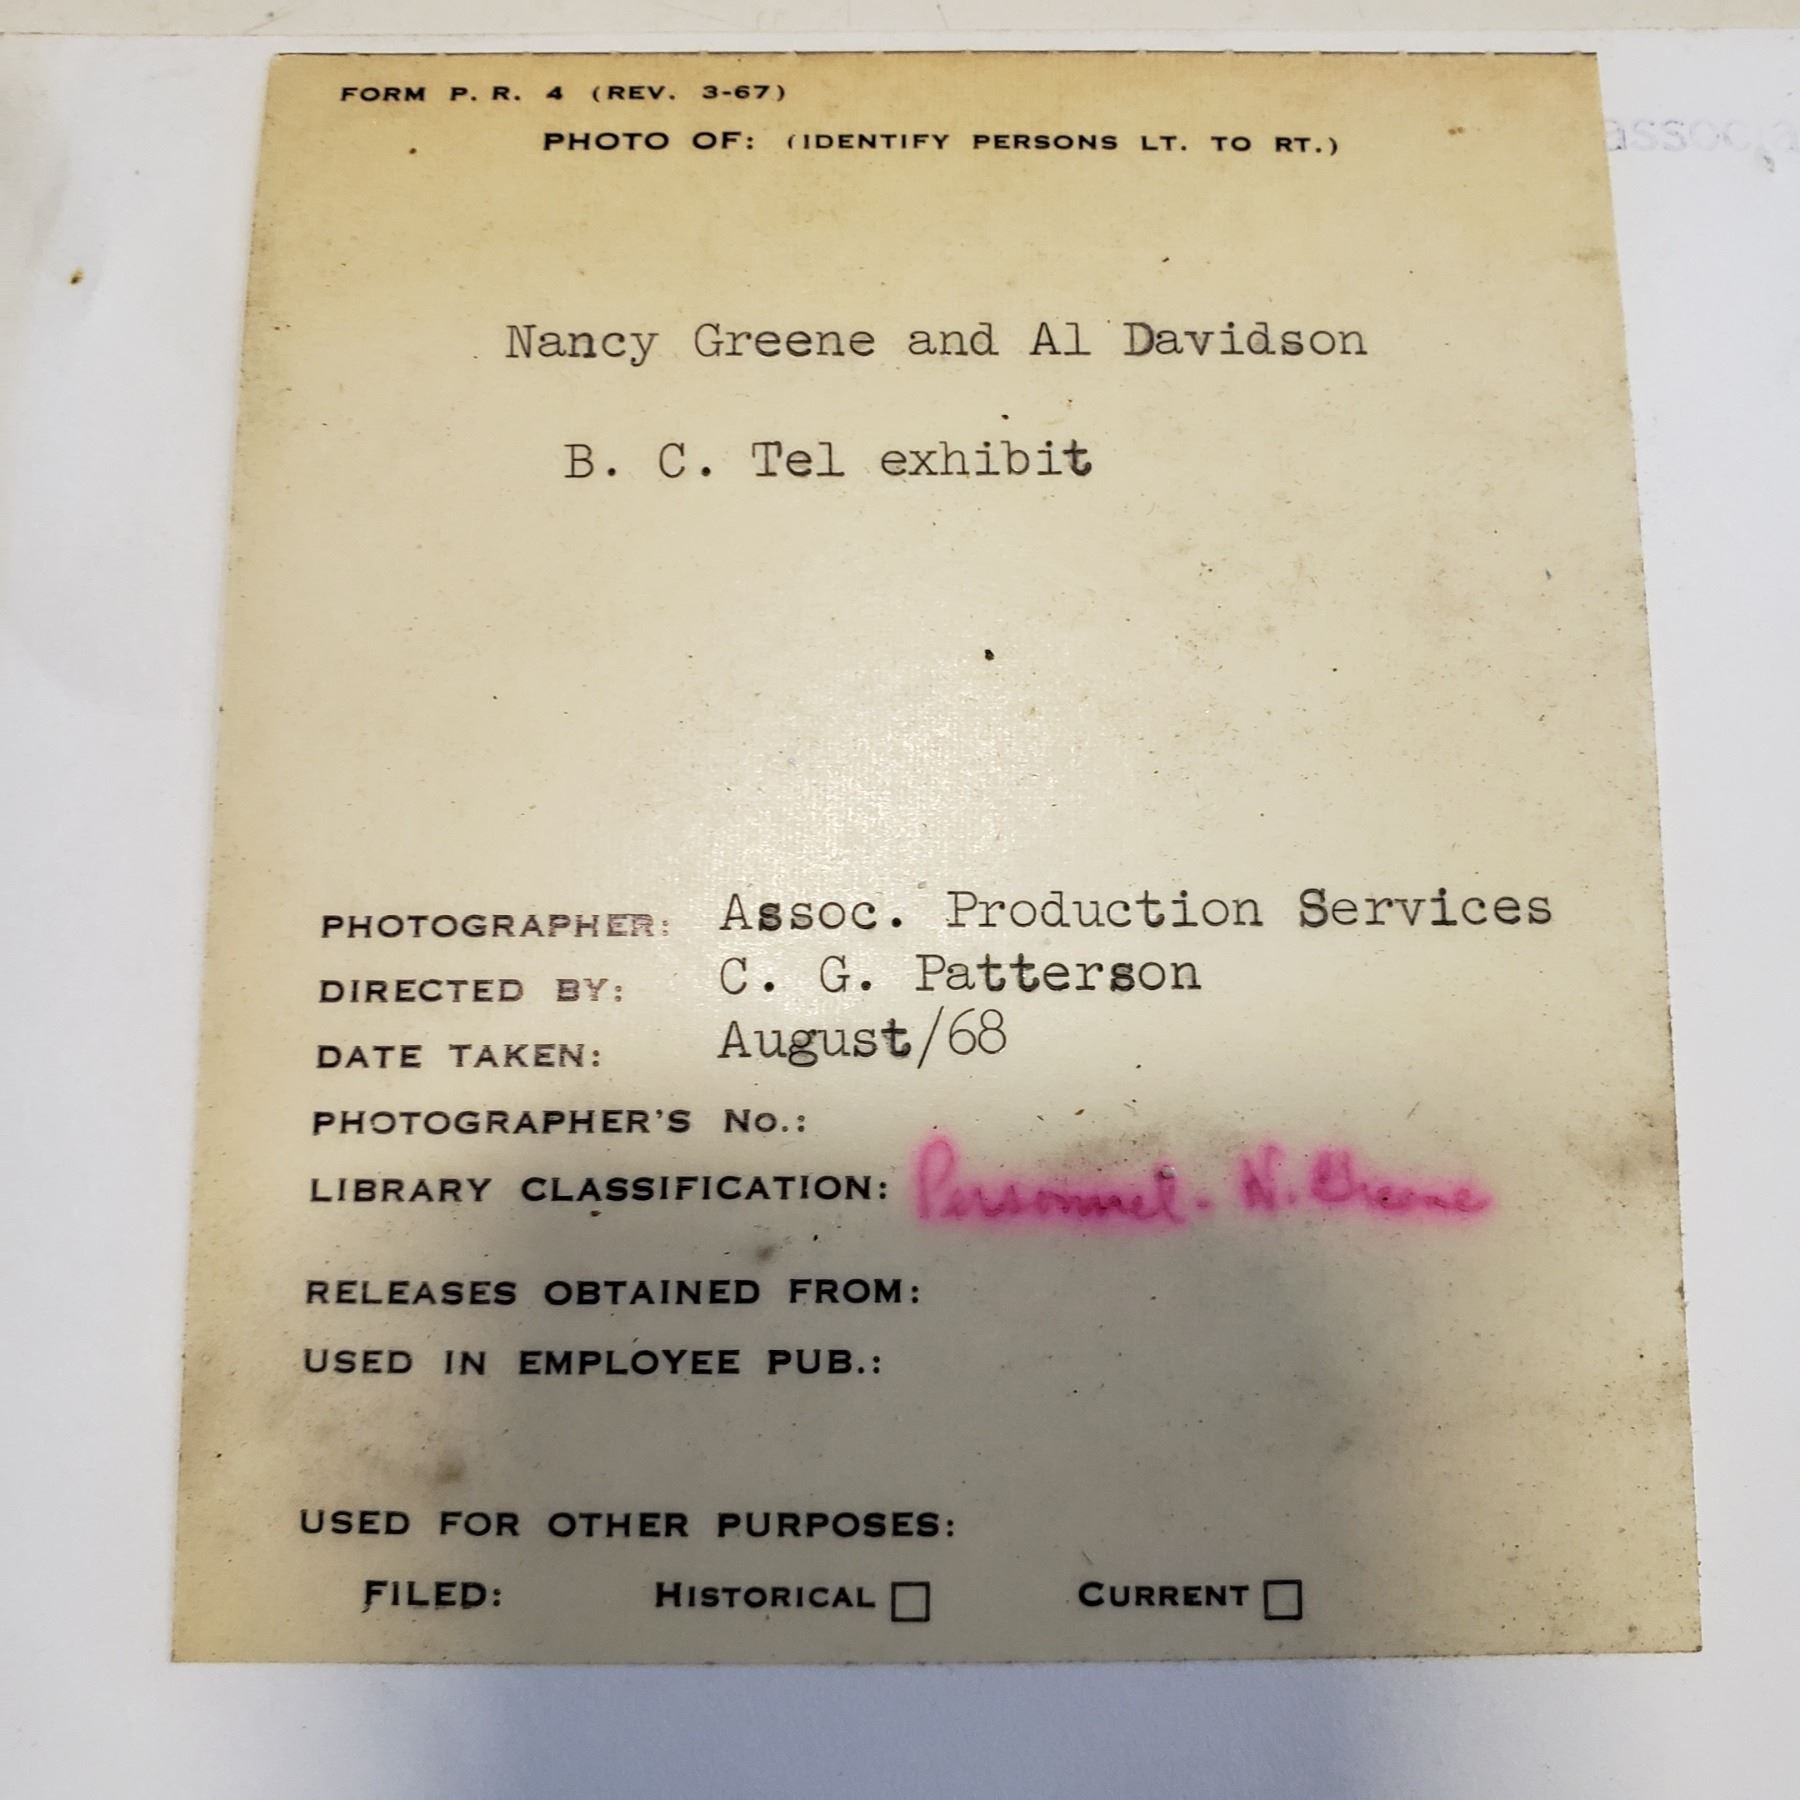 FORM P. R. 4 (REV. 3-67)
PHOTO OF: (IDENTIFY PERSONS LT. TO RT.)
Nancy Greene and Al Davidson
B. C. Tel exhibit
PHOTOGRAPHER: Assoc. Production Services
DIRECTED BY: C. G. Patterson
DATE TAKEN: August/68
PHOTOGRAPHER'S No.:
LIBRARY CLASSIFICATION: Personnel - N. Greene
RELEASES OBTAINED FROM:
USED IN EMPLOYEE PUB.:
USED FOR OTHER PURPOSES:
FILED: HISTORICAL CURRENT